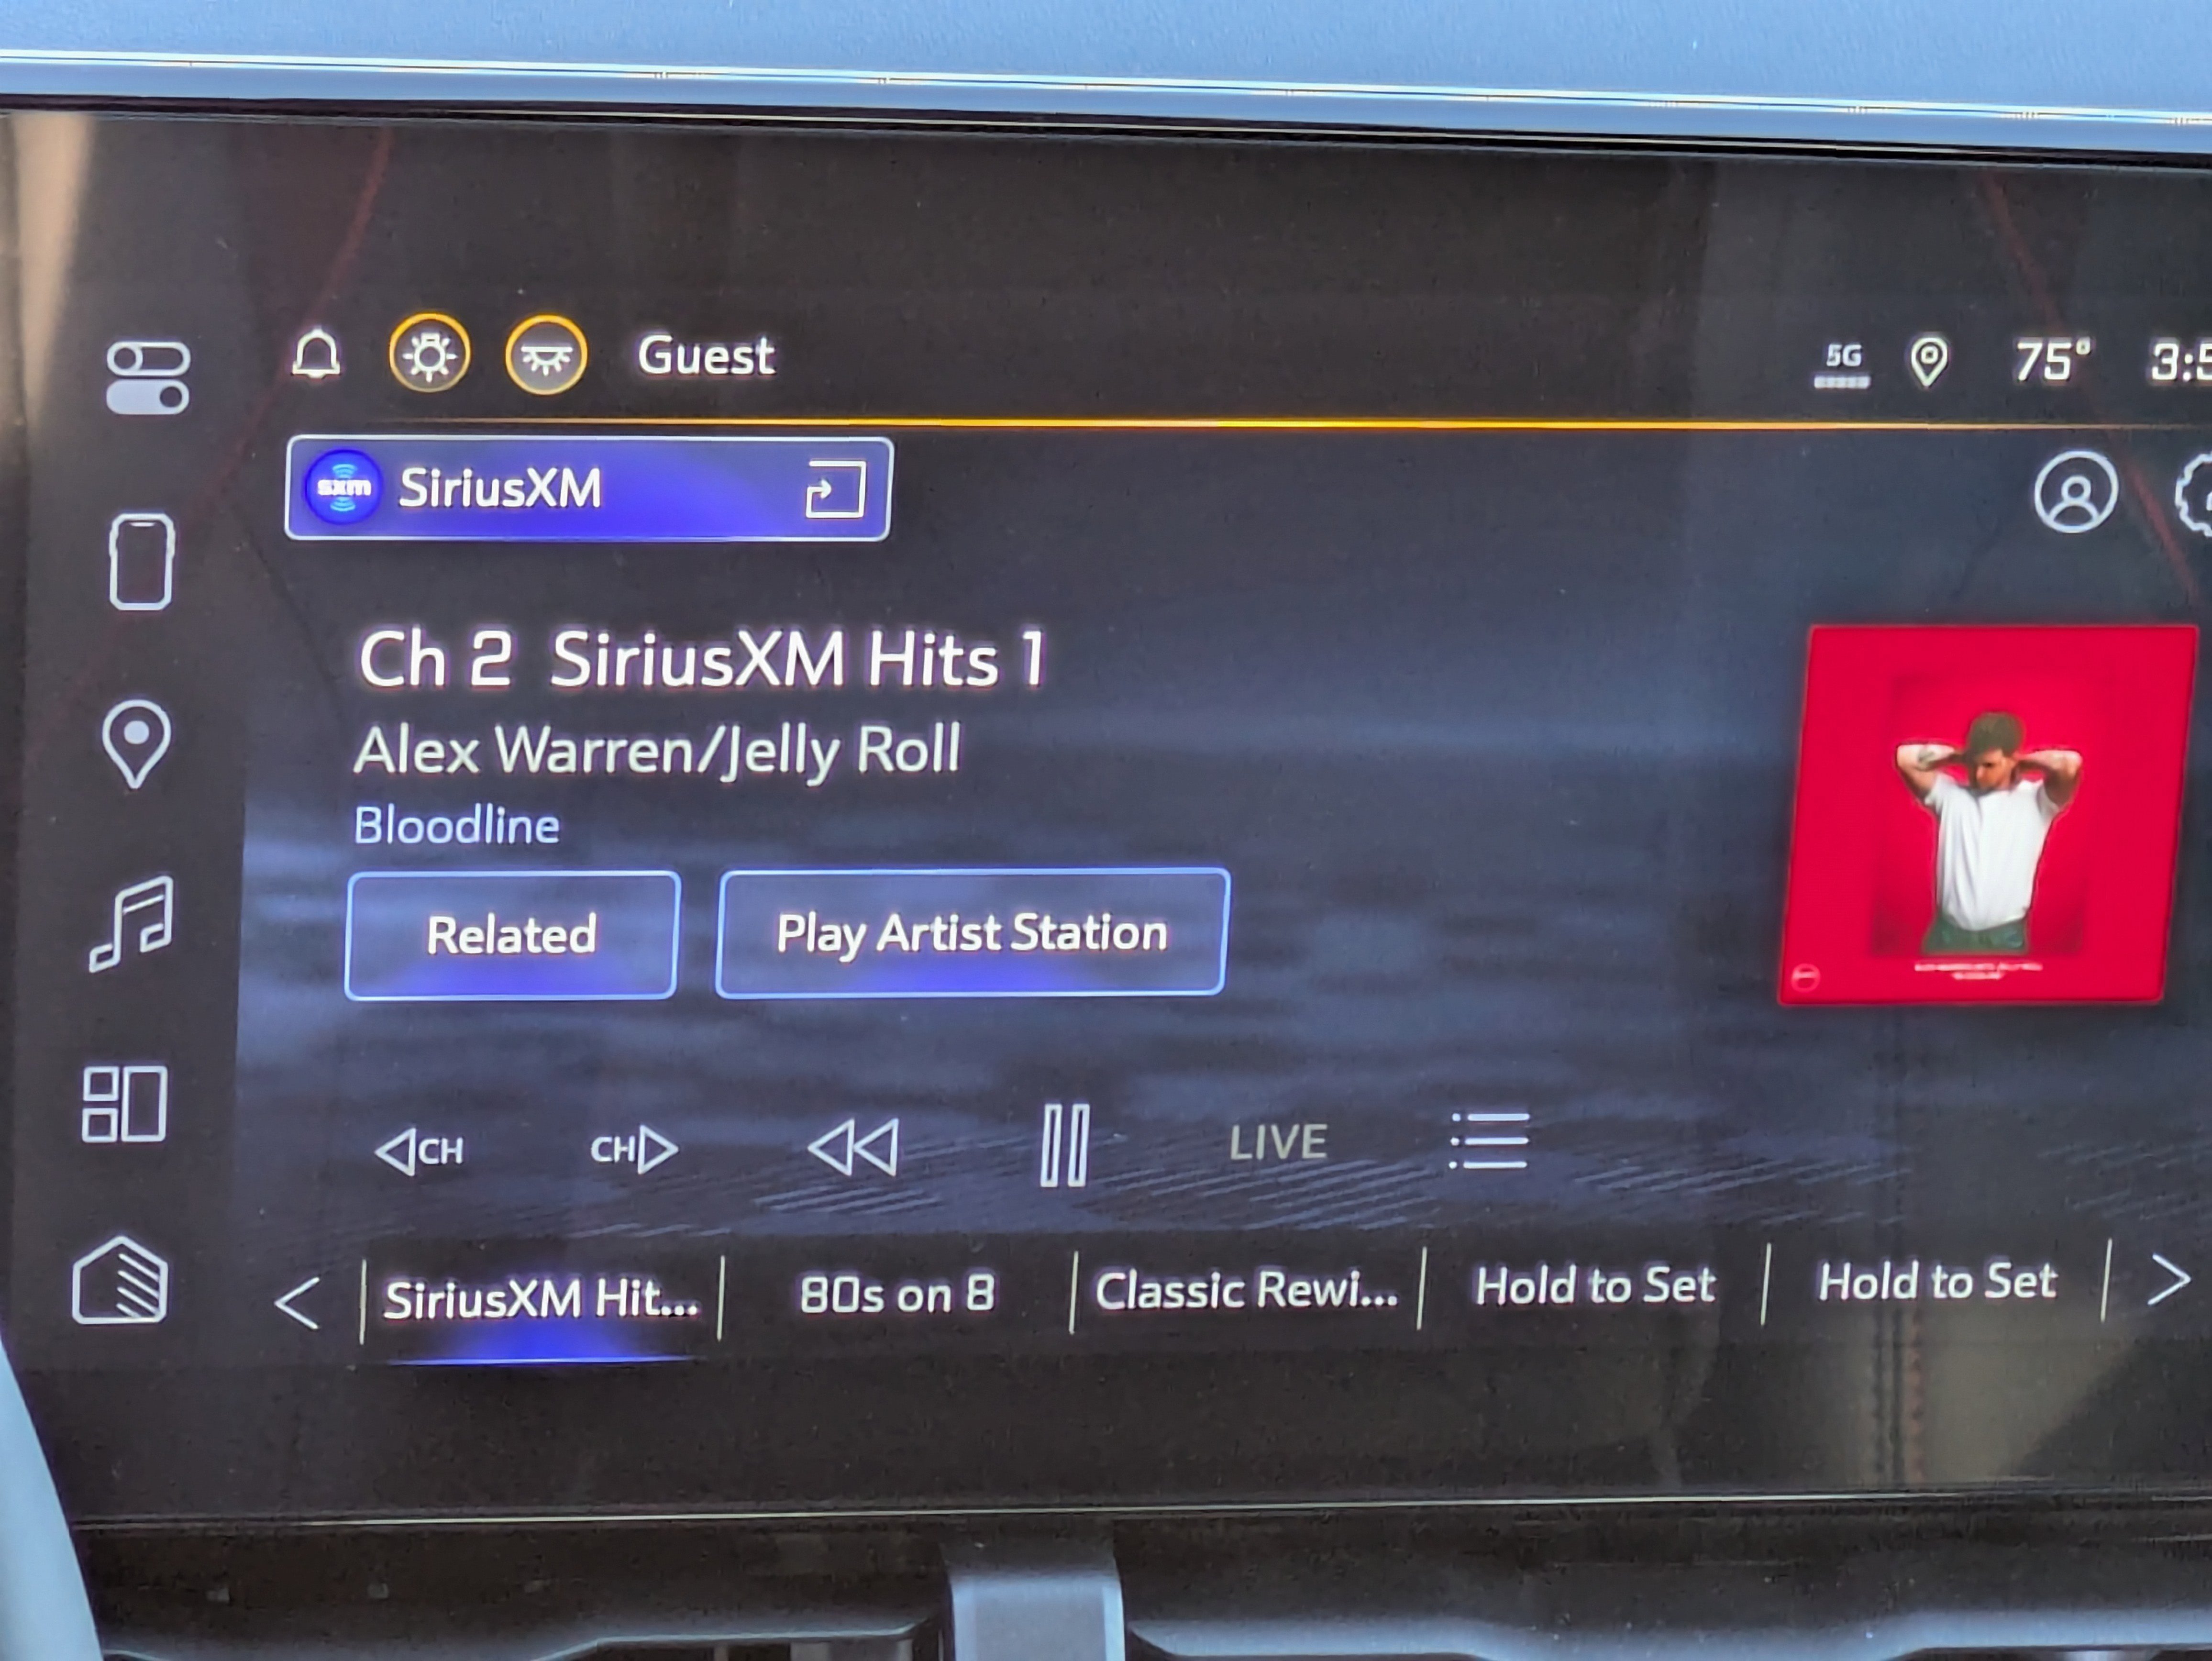 Guest
5G
75°
sxm SiriusXM
Ch 2 SiriusXM Hits 1
Alex Warren/Jelly Roll
Bloodline
Related
Play Artist Station
CH
CH
LIVE
SiriusXM Hit...
80s on 8
Classic Rewi...
Hold to Set
Hold to Set